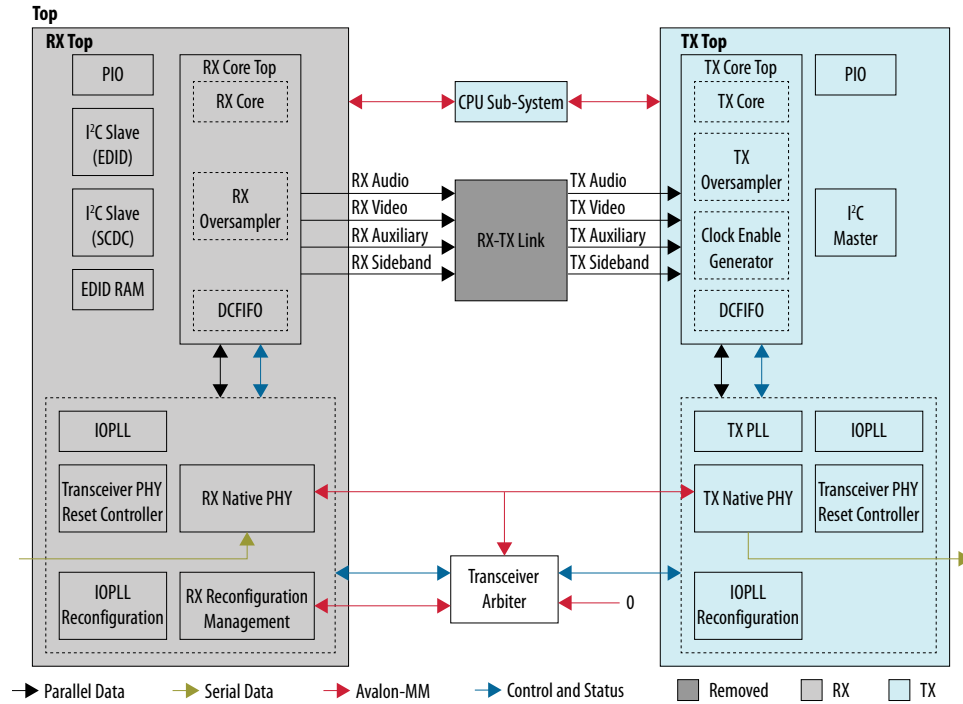 Top
RX Top
PIO
I²C Slave
(EDID)
I²C Slave
(SCDC)
EDID RAM
RX Core Top
RX Core
RX
Oversampler
DCFIFO
IOPLL
Transceiver PHY
Reset Controller
RX Native PHY
IOPLL
Reconfiguration
RX Reconfiguration
Management
CPU Sub-System
RX Audio
RX Video
RX Auxiliary
RX Sideband
RX-TX Link
TX Audio
TX Video
TX Auxiliary
TX Sideband
Transceiver
Arbiter
0
TX Top
TX Core Top
TX Core
TX
Oversampler
Clock Enable
Generator
DCFIFO
PIO
I²C
Master
TX PLL
IOPLL
TX Native PHY
Transceiver PHY
Reset Controller
IOPLL
Reconfiguration
Parallel Data
Serial Data
Avalon-MM
Control and Status
Removed
RX
TX